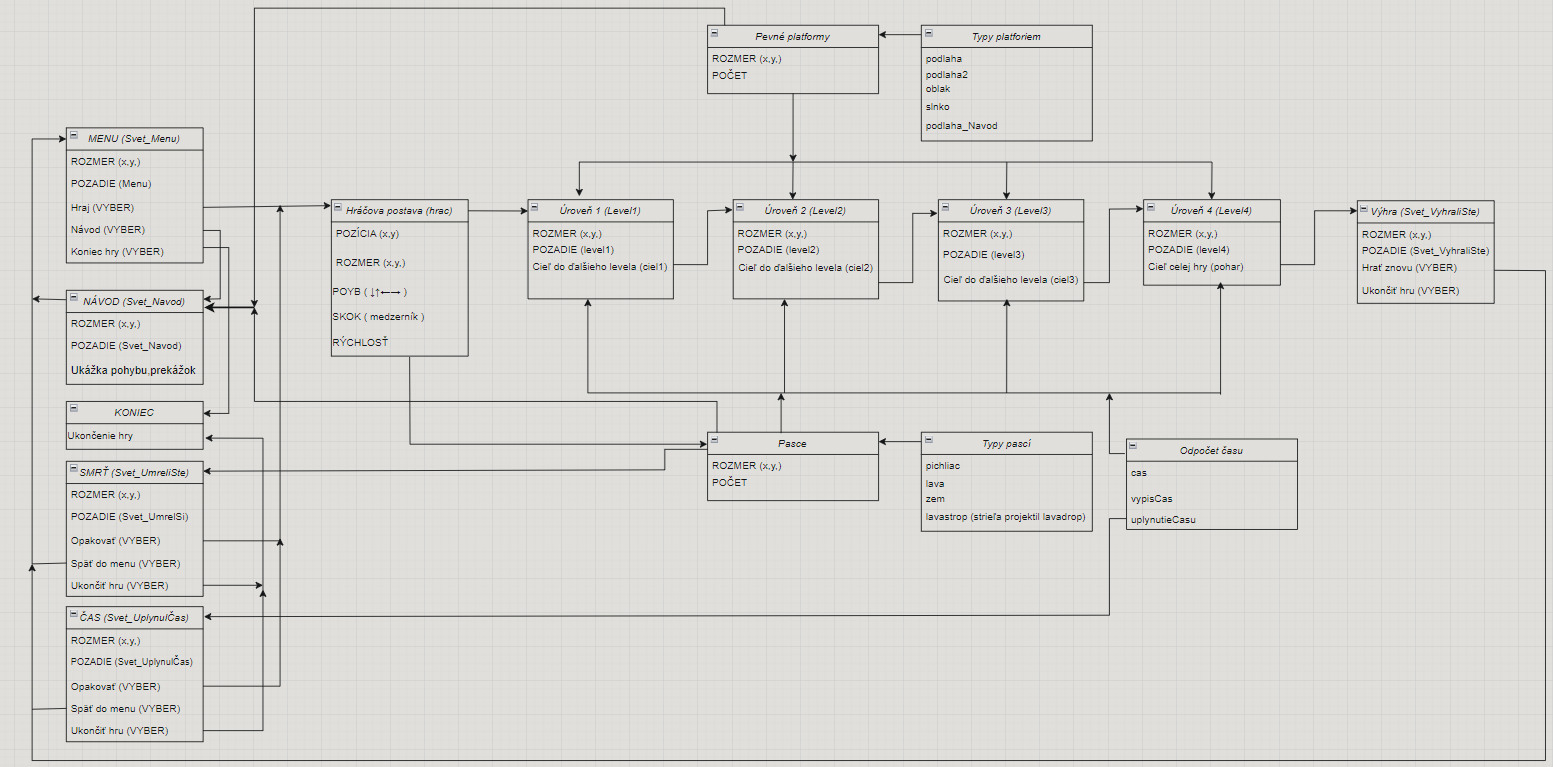 Pevné platformy
ROZMER (x,y,)
POČET
Typy platforiem
podlaha
podlaha2
oblak
slnko
podlaha_Navod
MENU (Svet_Menu)
ROZMER (x,y,)
POZADIE (Menu)
Hraj (VYBER)
Návod (VYBER)
Koniec hry (VYBER)
NÁVOD (Svet_Navod)
ROZMER (x,y,)
POZADIE (Svet_Navod)
Ukážka pohybu,prekážok
KONIEC
Ukončenie hry
SMRŤ (Svet_UmreliSte)
ROZMER (x,y,)
POZADIE (Svet_UmrelSi)
Opakovať (VYBER)
Späť do menu (VYBER)
Ukončiť hru (VYBER)
ČAS (Svet_UplynulČas)
ROZMER (x,y,)
POZADIE (Svet_UplynulČas)
Opakovať (VYBER)
Späť do menu (VYBER)
Ukončiť hru (VYBER)
Hráčova postava (hrac)
POZÍCIA (x,y)
ROZMER (x,y,)
POYB ( ↓↑←→ )
SKOK ( medzerník )
RÝCHLOSŤ
Úroveň 1 (Level1)
ROZMER (x,y,)
POZADIE (level1)
Cieľ do ďalšieho levela (ciel1)
Úroveň 2 (Level2)
ROZMER (x,y,)
POZADIE (level2)
Cieľ do ďalšieho levela (ciel2)
Úroveň 3 (Level3)
ROZMER (x,y,)
POZADIE (level3)
Cieľ do ďalšieho levela (ciel3)
Úroveň 4 (Level4)
ROZMER (x,y,)
POZADIE (level4)
Cieľ celej hry (pohar)
Výhra (Svet_VyhraliSte)
ROZMER (x,y,)
POZADIE (Svet_VyhraliSte)
Hrať znovu (VYBER)
Ukončiť hru (VYBER)
Pasce
ROZMER (x,y,)
POČET
Typy pascí
pichliac
lava
zem
lavastrop (strieľa projektil lavadrop)
Odpočet času
cas
vypisCas
uplynutieCasu